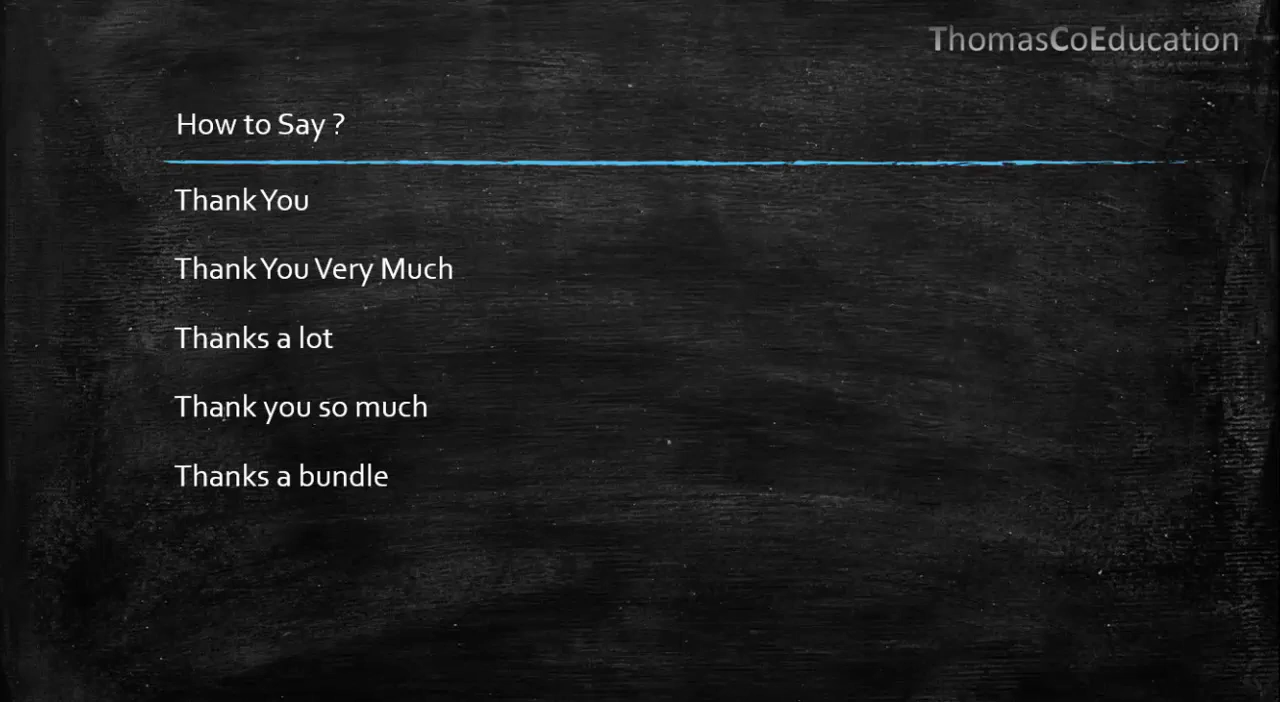 ThomasCoEducation
How to Say ?
Thank You
Thank You Very Much
Thanks a lot
Thank you so much
Thanks a bundle